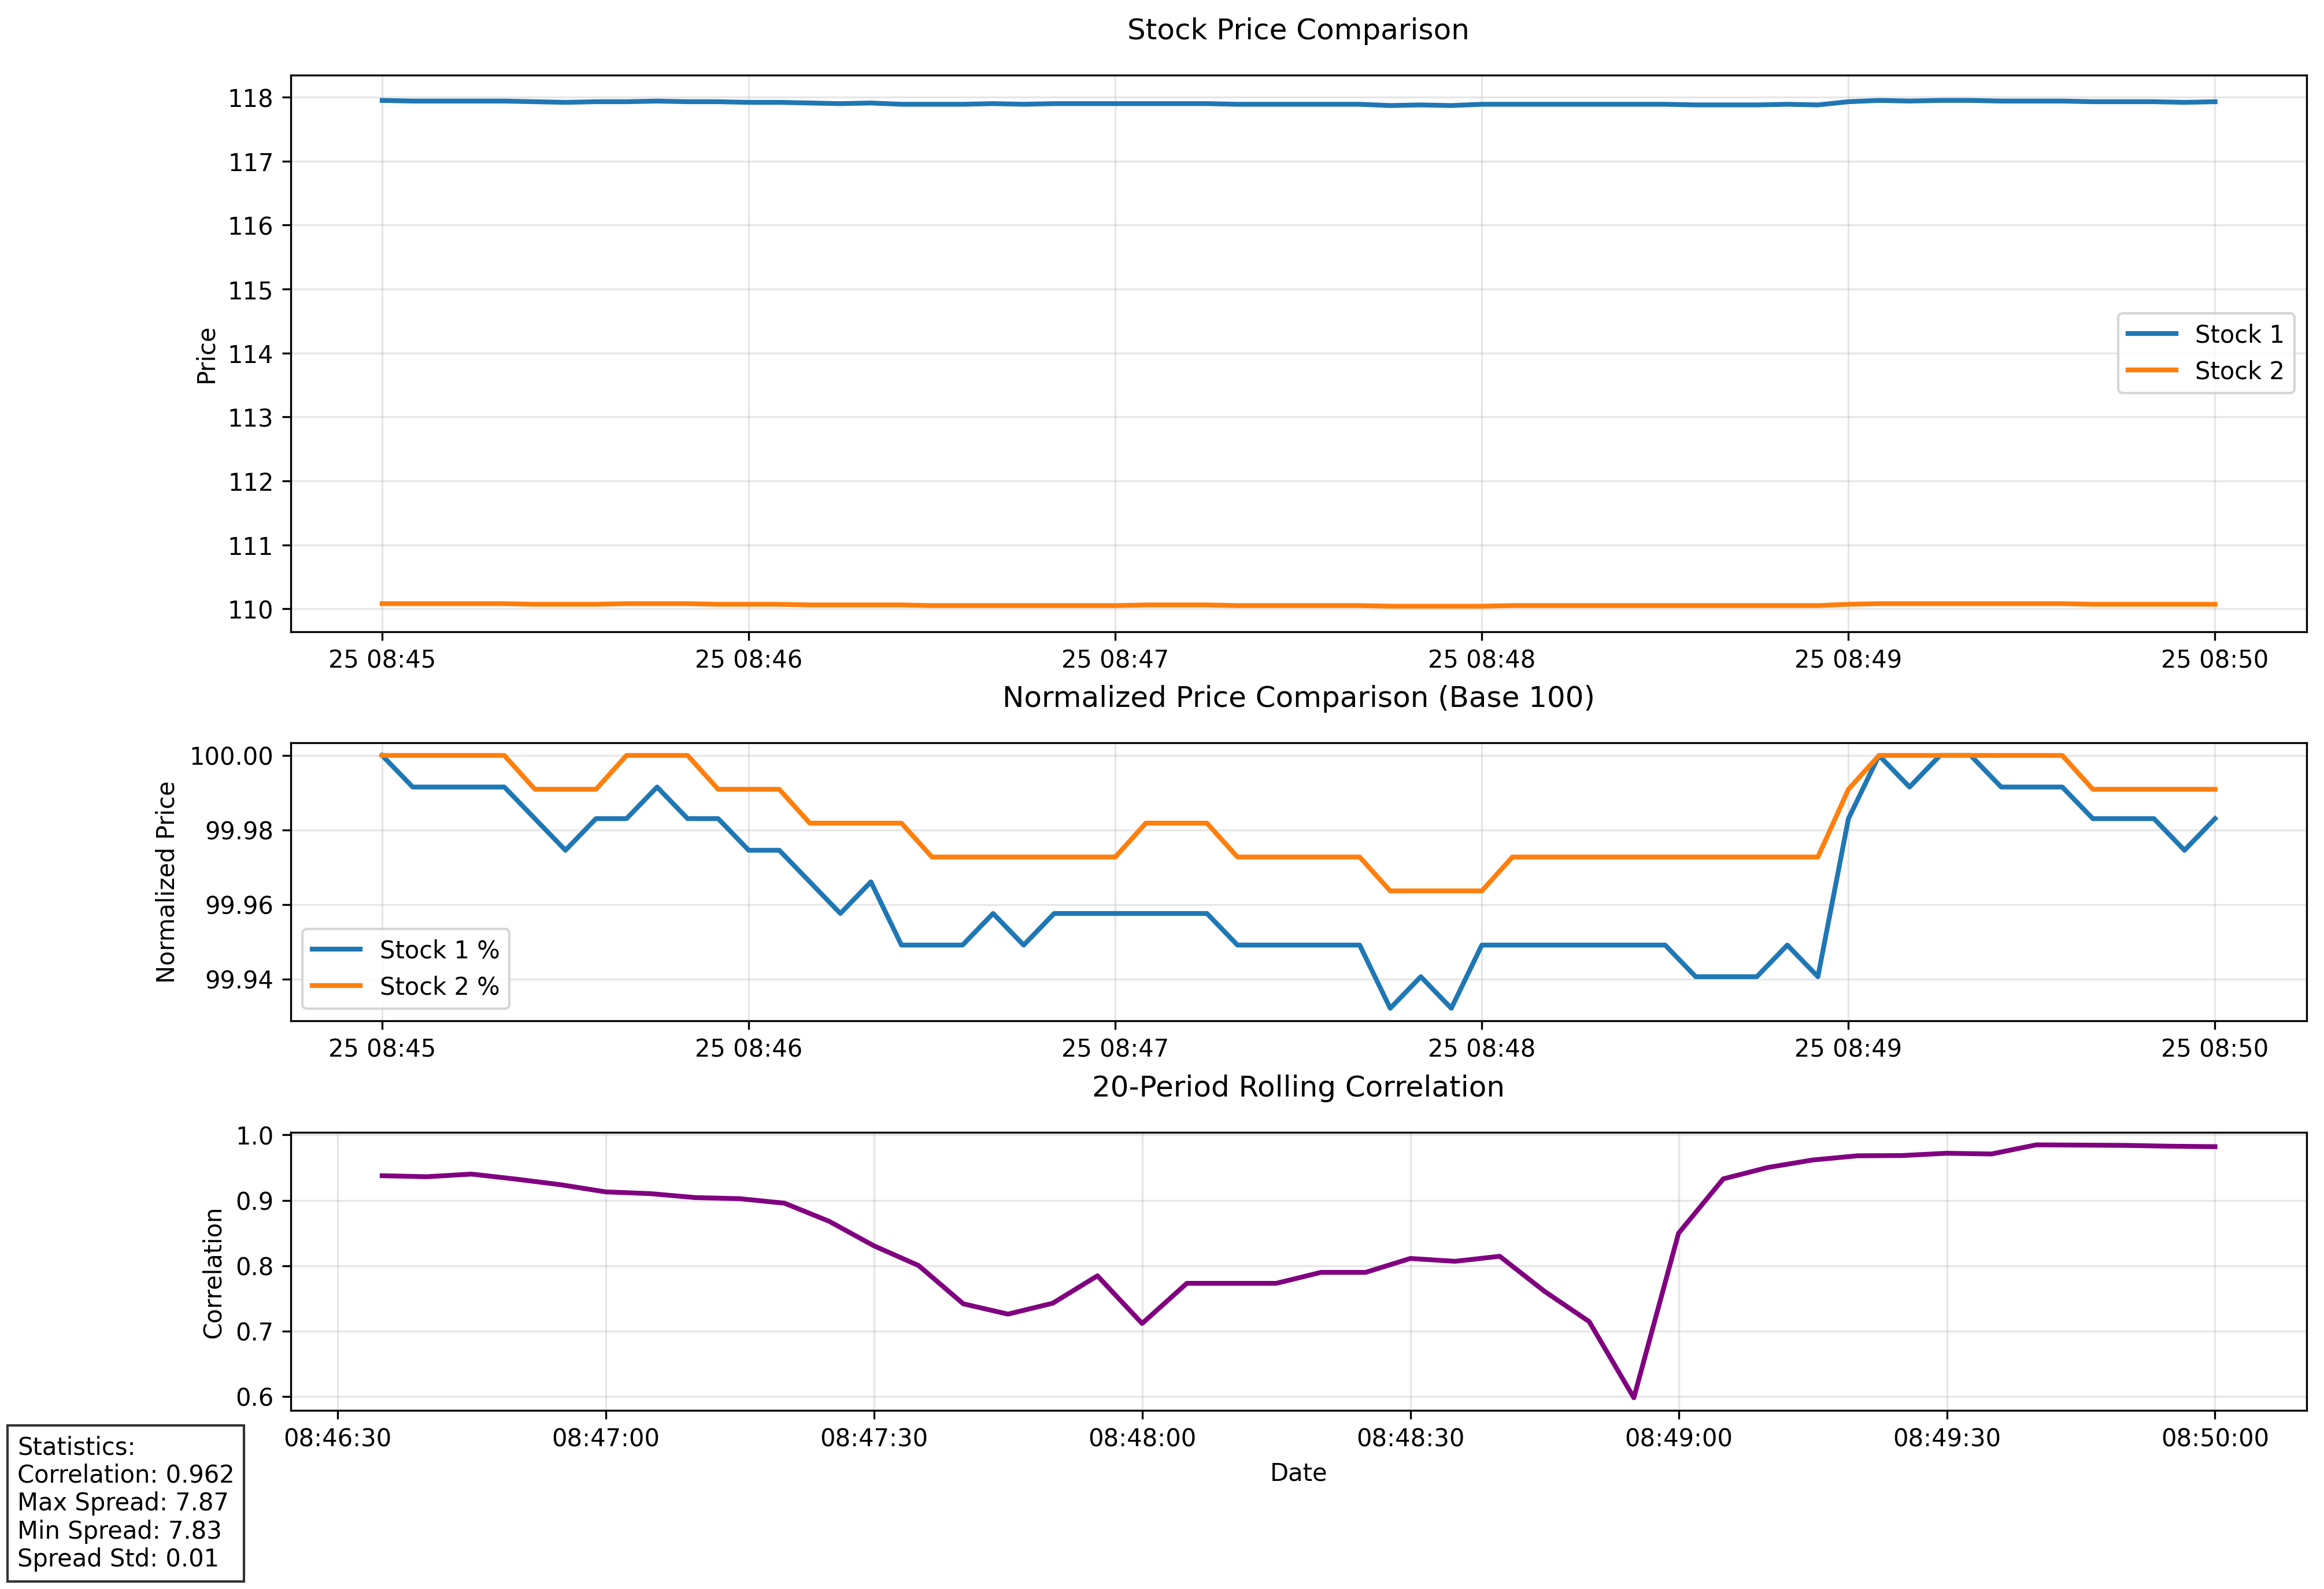 Stock Price Comparison
118
117
116
115
114
113
112
111
110
Price
Stock 1
Stock 2
25 08:45 25 08:46 25 08:47 25 08:48 25 08:49 25 08:50
Normalized Price Comparison (Base 100)
100.00
99.98
99.96
99.94
Normalized Price
Stock 1 %
Stock 2 %
25 08:45 25 08:46 25 08:47 25 08:48 25 08:49 25 08:50
20-Period Rolling Correlation
1.0
0.9
0.8
0.7
0.6
Correlation
08:46:30 08:47:00 08:47:30 08:48:00 08:48:30 08:49:00 08:49:30 08:50:00
Date
Statistics:
Correlation: 0.962
Max Spread: 7.87
Min Spread: 7.83
Spread Std: 0.01